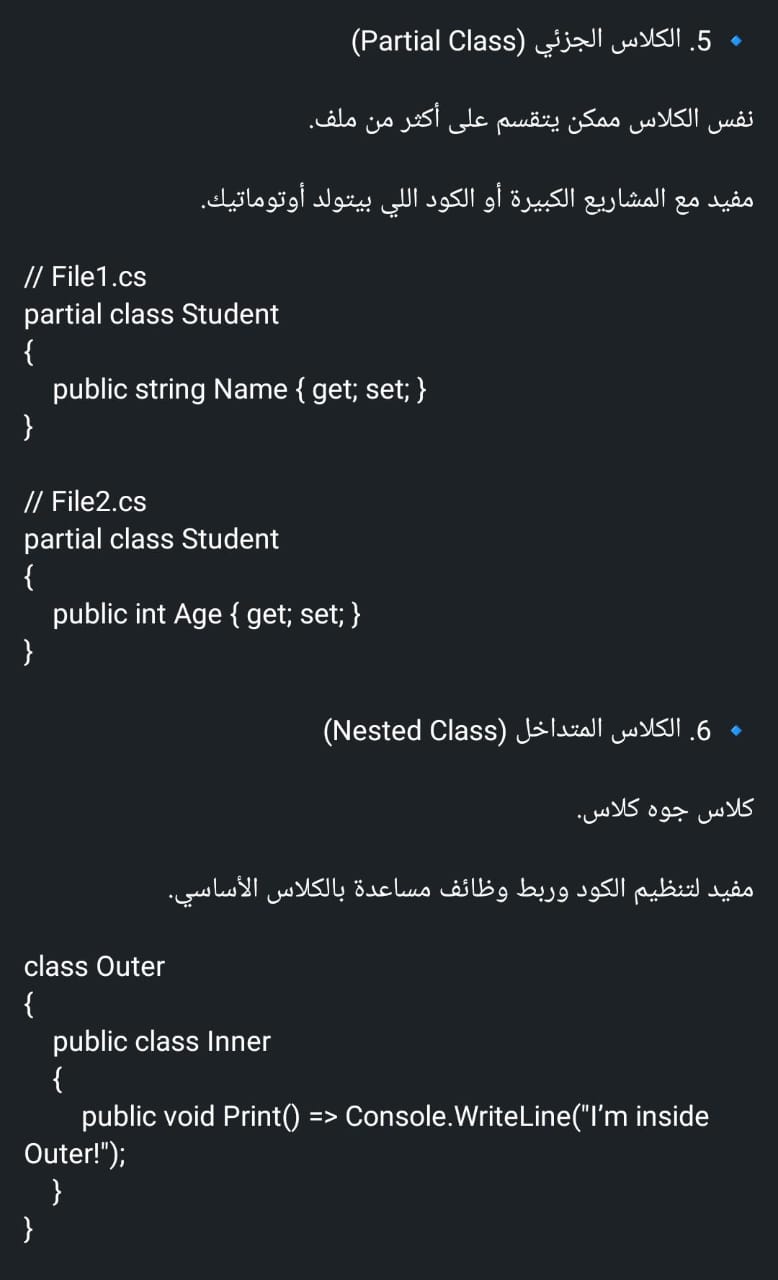 🔹 5. الكلاس الجزئي (Partial Class)
نفس الكلاس ممكن يتقسم على أكثر من ملف.
مفيد مع المشاريع الكبيرة أو الكود اللي بيتولد أوتوماتيك.
// File1.cs
partial class Student
{
    public string Name { get; set; }
}
// File2.cs
partial class Student
{
    public int Age { get; set; }
}
🔹 6. الكلاس المتداخل (Nested Class)
كلاس جوه كلاس.
مفيد لتنظيم الكود وربط وظائف مساعدة بالكلاس الأساسي.
class Outer
{
    public class Inner
    {
        public void Print() => Console.WriteLine("I’m inside
Outer!");
    }
}